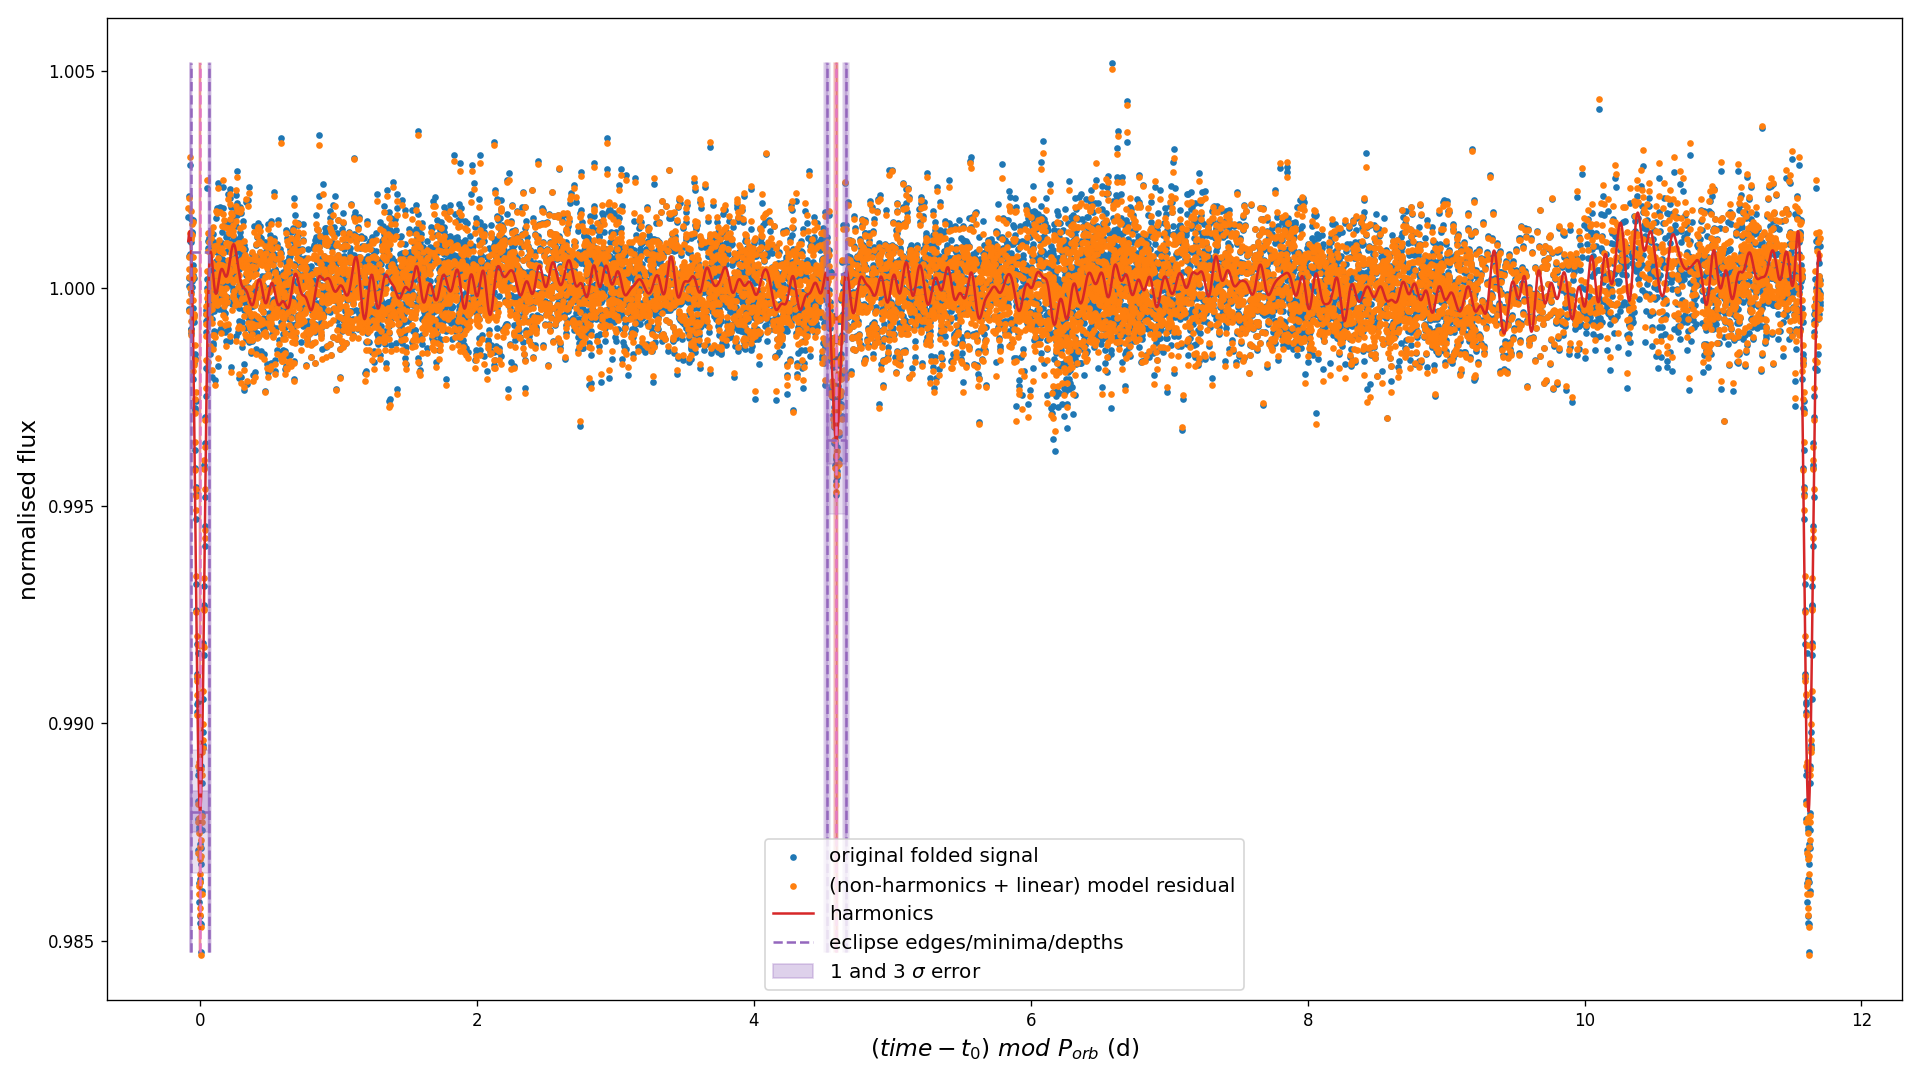 normalised flux
1.005
1.000
0.995
0.990
0.985
original folded signal
(non-harmonics + linear) model residual
harmonics
eclipse edges/minima/depths
1 and 3 σ error
0 2 4 6 8 10 12
(time − t₀) mod P_orb (d)